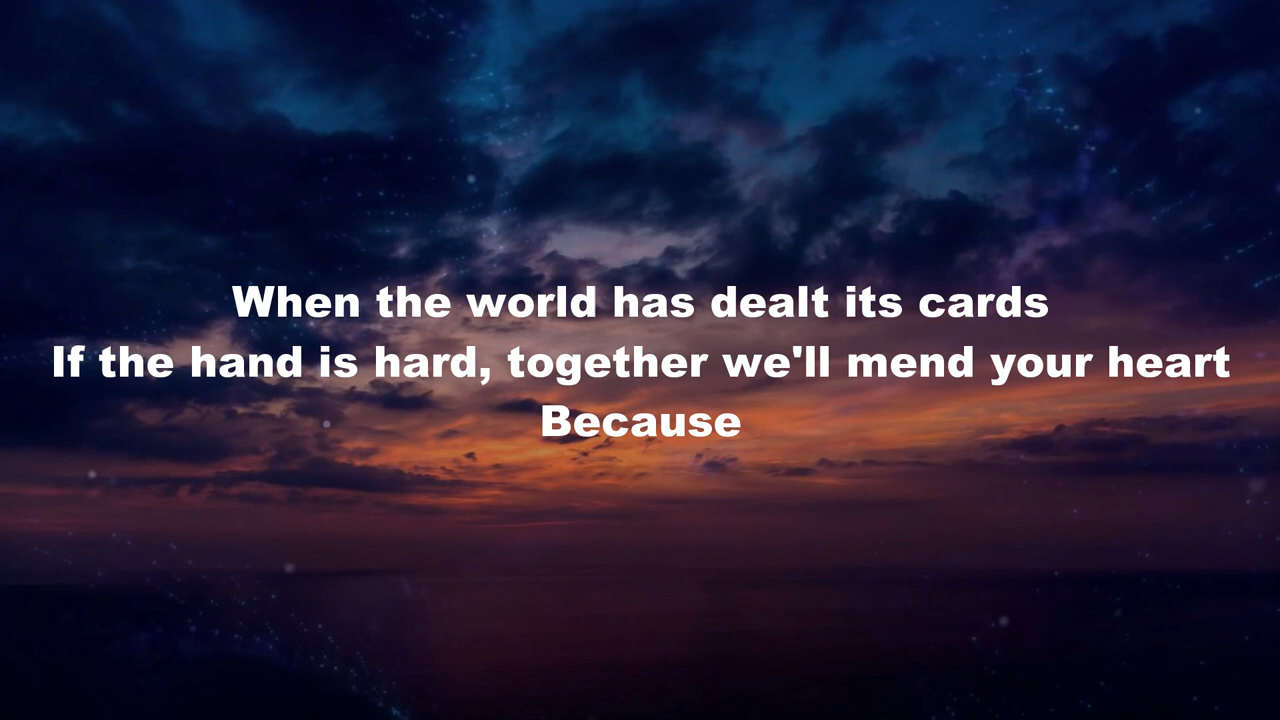 When the world has dealt its cards
If the hand is hard, together we'll mend your heart
Because